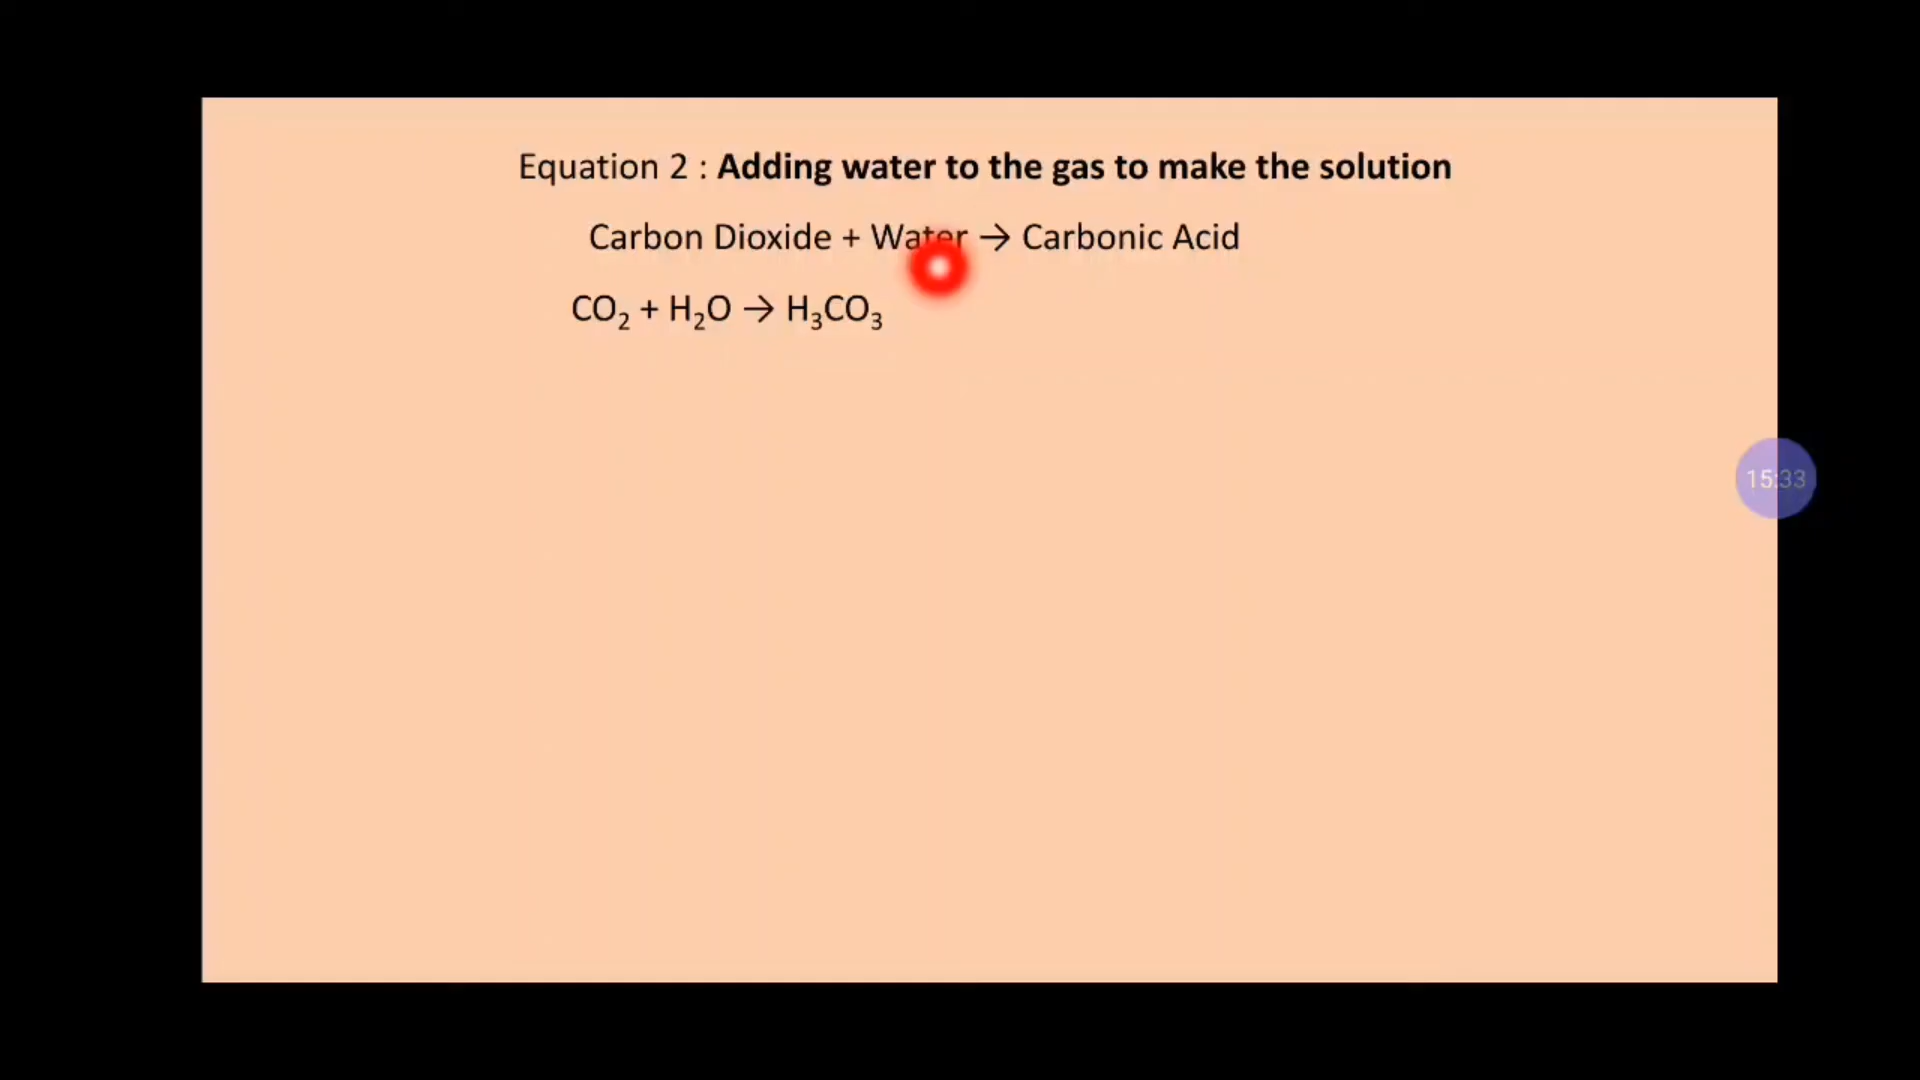 Equation 2 : Adding water to the gas to make the solution
Carbon Dioxide + Water → Carbonic Acid
CO₂ + H₂O → H₃CO₃
15:33